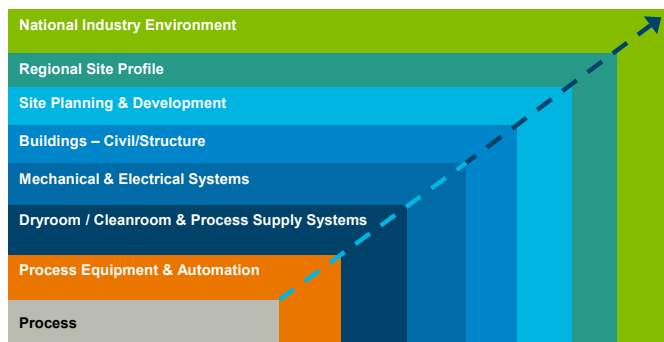 National Industry Environment
Regional Site Profile
Site Planning & Development
Buildings – Civil/Structure
Mechanical & Electrical Systems
Dryroom / Cleanroom & Process Supply Systems
Process Equipment & Automation
Process